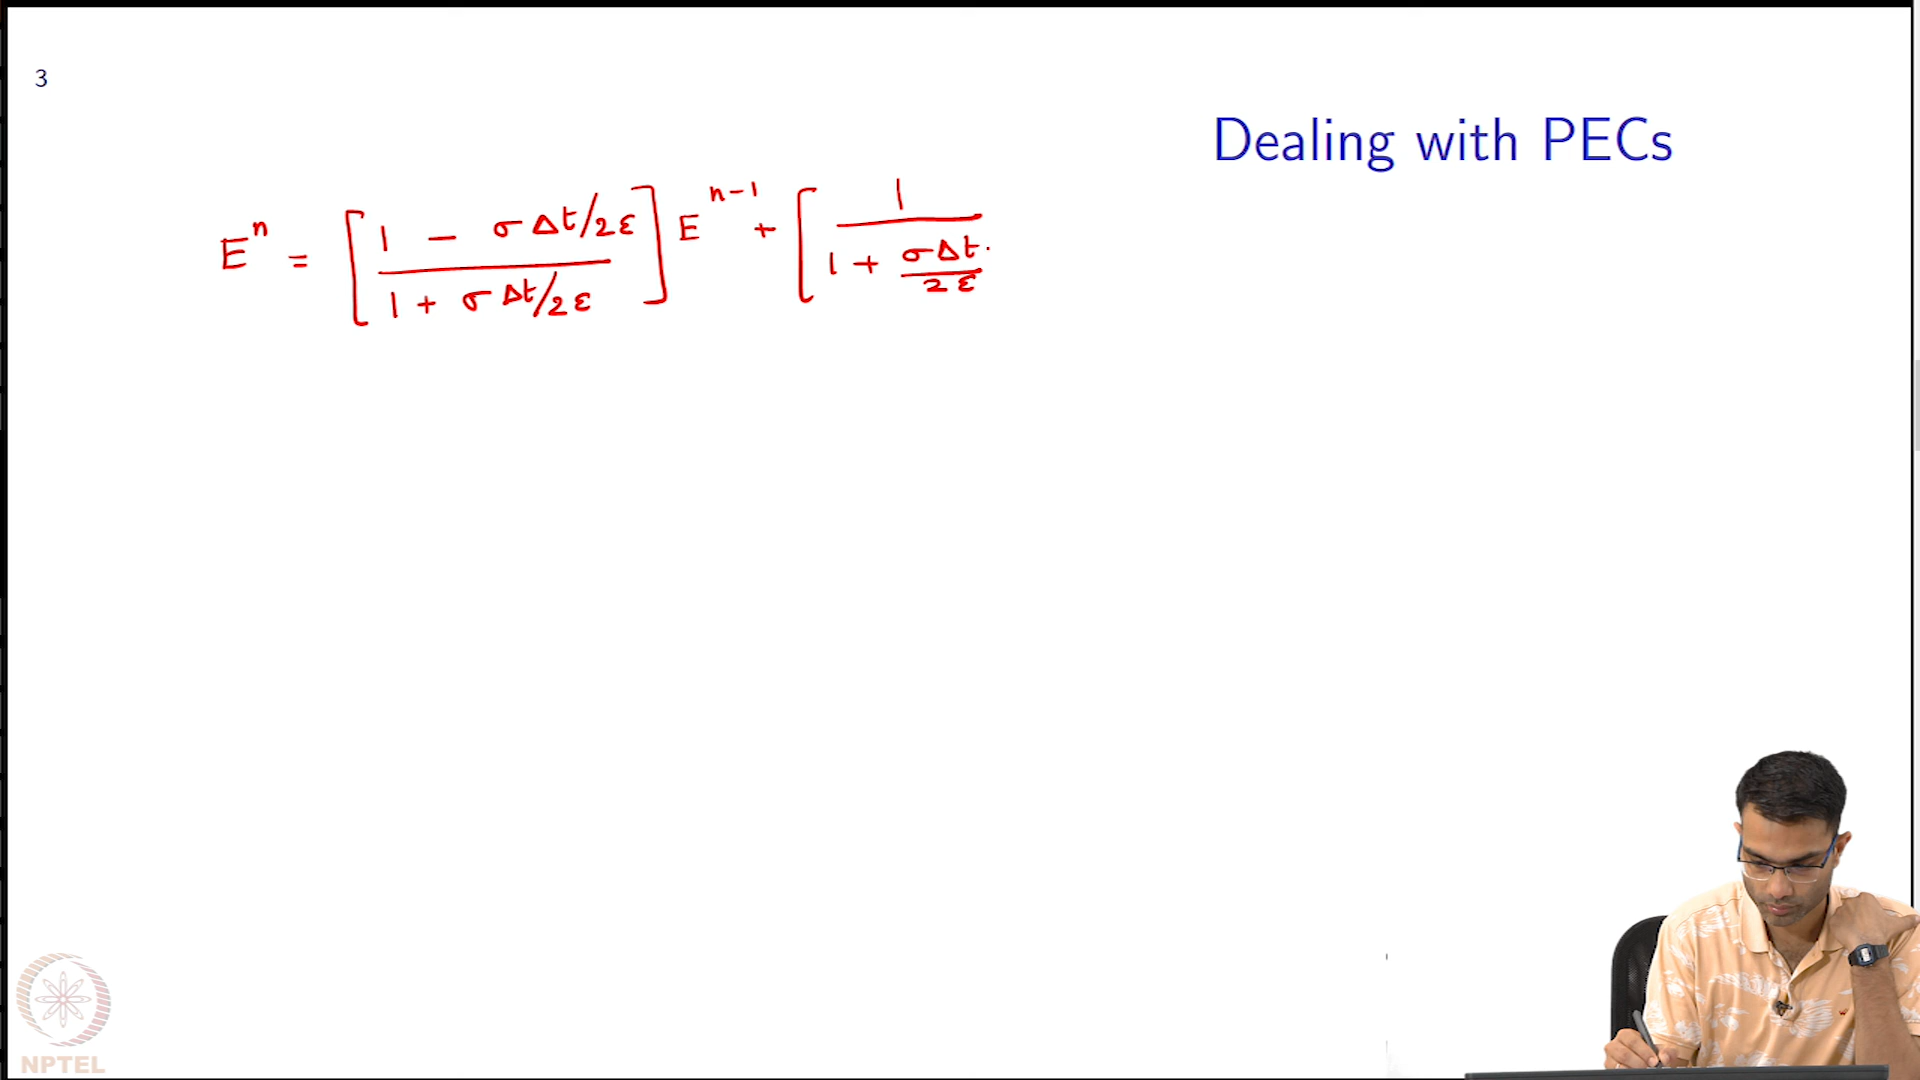 3
Dealing with PECs
E^n = [ (1 - σΔt/2ε) / (1 + σΔt/2ε) ] E^{n-1} + [ 1 / (1 + σΔt/2ε)
NPTEL